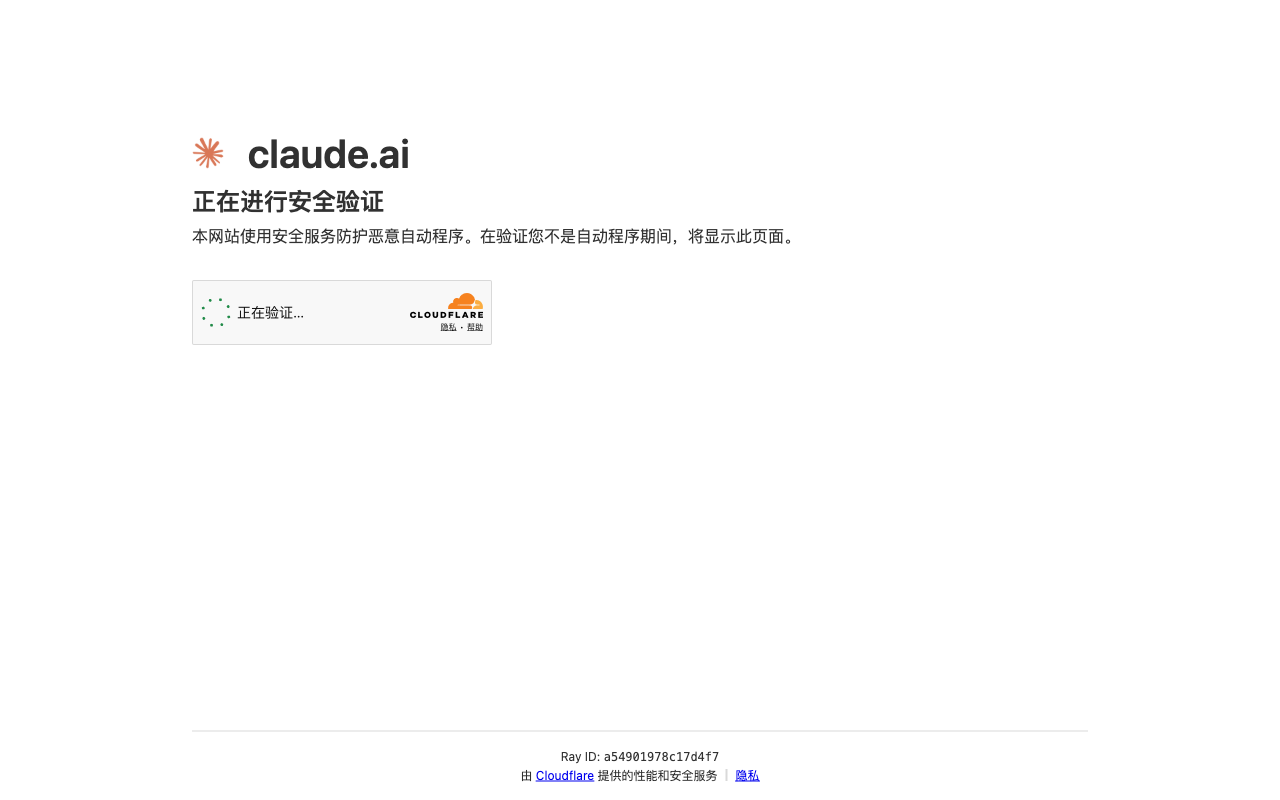 claude.ai
正在进行安全验证
本网站使用安全服务防护恶意自动程序。在验证您不是自动程序期间，将显示此页面。
正在验证...
CLOUDFLARE
隐私 • 帮助
Ray ID: a54901978c17d4f7
由 Cloudflare 提供的性能和安全服务 | 隐私